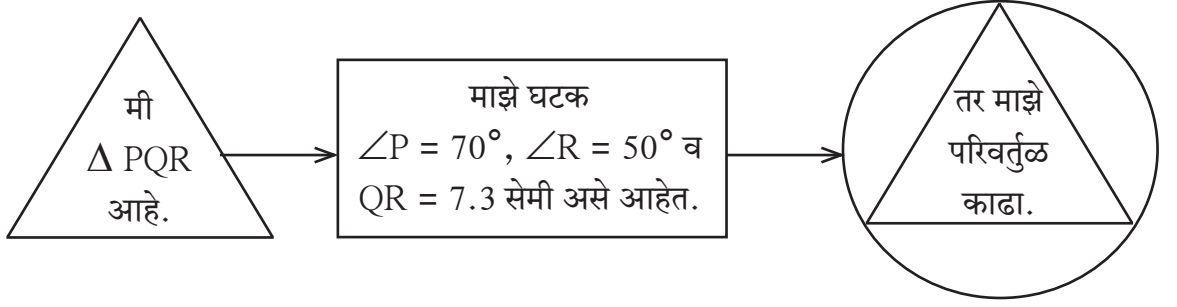 मी
Δ PQR
आहे.
माझे घटक
∠P = 70°, ∠R = 50° व
QR = 7.3 सेमी असे आहेत.
तर माझे
परिवर्तुळ
काढा.